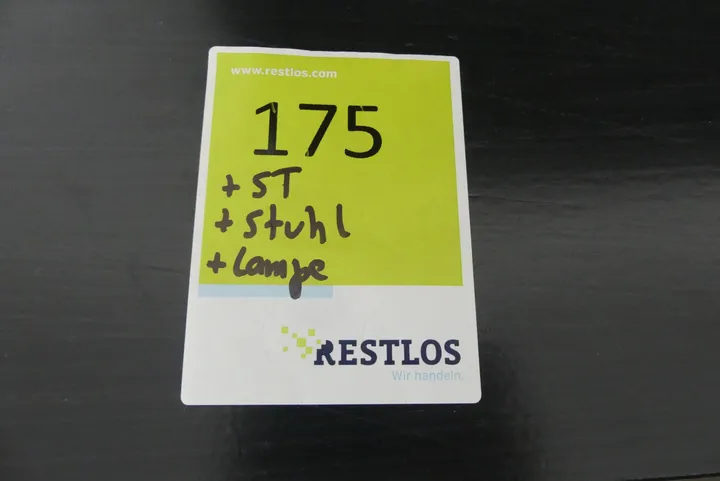 www.restlos.com
175
+ ST
+ Stuhl
+ Lampe
RESTLOS
Wir handeln.